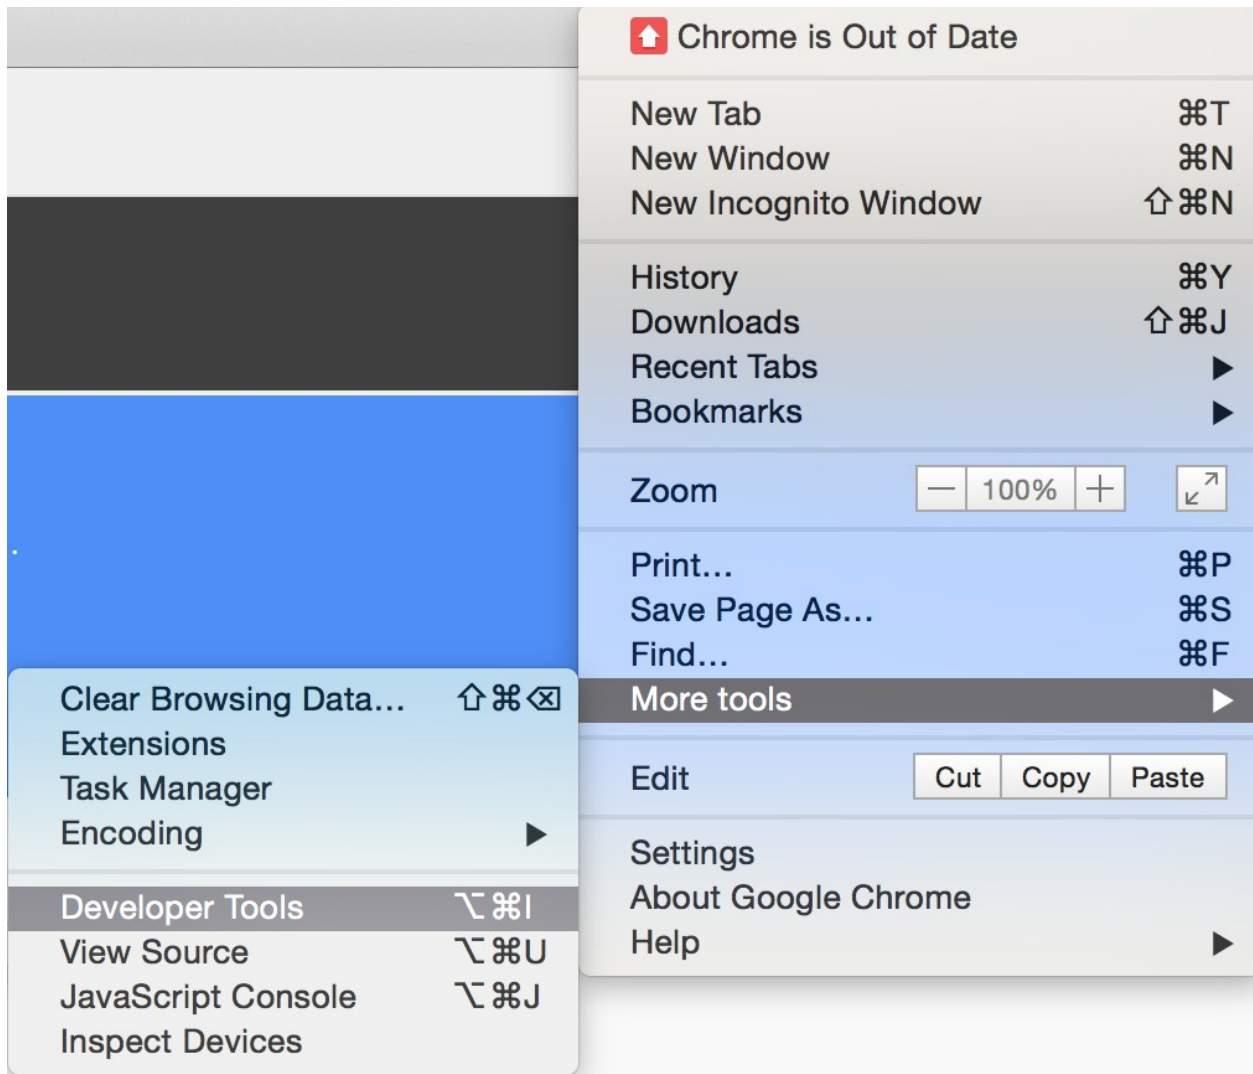 Chrome is Out of Date
New Tab ⌘T
New Window ⌘N
New Incognito Window ⇧⌘N
History ⌘Y
Downloads ⇧⌘J
Recent Tabs ▶
Bookmarks ▶
Zoom — 100% +
Print... ⌘P
Save Page As... ⌘S
Find... ⌘F
More tools ▶
Edit Cut Copy Paste
Settings
About Google Chrome
Help ▶
Clear Browsing Data... ⇧⌘⌫
Extensions
Task Manager
Encoding ▶
Developer Tools ⌥⌘I
View Source ⌥⌘U
JavaScript Console ⌥⌘J
Inspect Devices